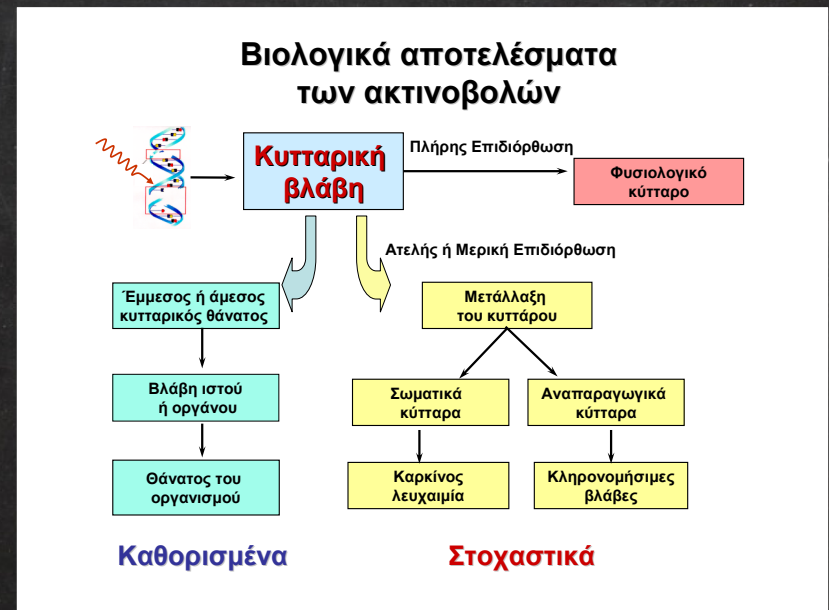 Βιολογικά αποτελέσματα
των ακτινοβολών
Κυτταρική
βλάβη
Πλήρης Επιδιόρθωση
Φυσιολογικό
κύτταρο
Ατελής ή Μερική Επιδιόρθωση
Έμμεσος ή άμεσος
κυτταρικός θάνατος
Μετάλλαξη
του κυττάρου
Βλάβη ιστού
ή οργάνου
Σωματικά
κύτταρα
Αναπαραγωγικά
κύτταρα
Θάνατος του
οργανισμού
Καρκίνος
λευχαιμία
Κληρονομήσιμες
βλάβες
Καθορισμένα
Στοχαστικά